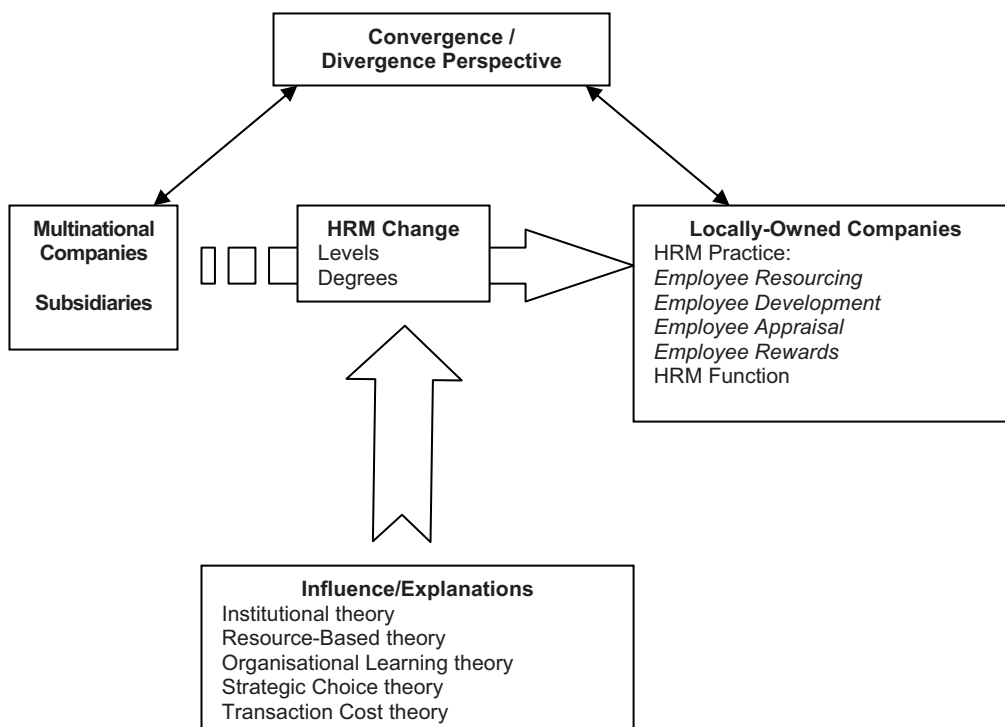 Convergence /
Divergence Perspective
Multinational
Companies
Subsidiaries
HRM Change
Levels
Degrees
Locally-Owned Companies
HRM Practice:
Employee Resourcing
Employee Development
Employee Appraisal
Employee Rewards
HRM Function
Influence/Explanations
Institutional theory
Resource-Based theory
Organisational Learning theory
Strategic Choice theory
Transaction Cost theory